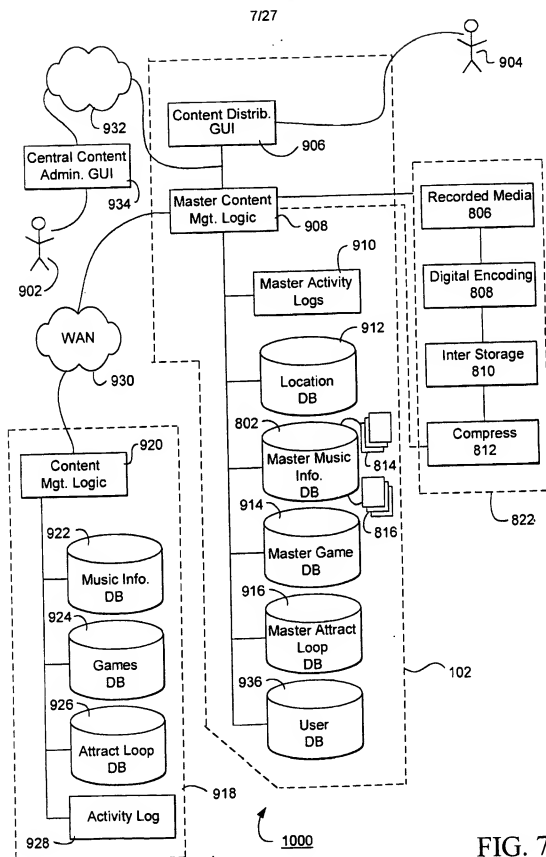 7/27
904
932
Content Distrib.
GUI
906
Central Content
Admin. GUI
934
Master Content
Mgt. Logic
908
Recorded Media
806
902
910
Master Activity
Logs
Digital Encoding
808
912
WAN
930
Location
DB
Inter Storage
810
802
Master Music
Info.
DB
814
Compress
812
Content
Mgt. Logic
920
914
816
822
Master Game
DB
922
Music Info.
DB
916
Master Attract
Loop
DB
924
Games
DB
102
936
User
DB
926
Attract Loop
DB
918
Activity Log
928
1000
FIG. 7